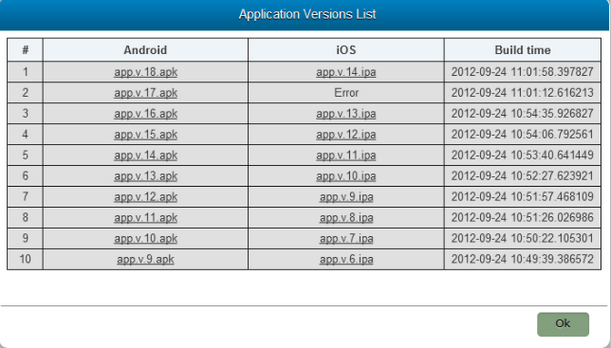 Application Versions List
# Android iOS Build time
1 app.v.18.apk app.v.14.ipa 2012-09-24 11:01:58.397827
2 app.v.17.apk Error 2012-09-24 11:01:12.616213
3 app.v.16.apk app.v.13.ipa 2012-09-24 10:54:35.926827
4 app.v.15.apk app.v.12.ipa 2012-09-24 10:54:06.792561
5 app.v.14.apk app.v.11.ipa 2012-09-24 10:53:40.641449
6 app.v.13.apk app.v.10.ipa 2012-09-24 10:52:27.623921
7 app.v.12.apk app.v.9.ipa 2012-09-24 10:51:57.468109
8 app.v.11.apk app.v.8.ipa 2012-09-24 10:51:26.026986
9 app.v.10.apk app.v.7.ipa 2012-09-24 10:50:22.105301
10 app.v.9.apk app.v.6.ipa 2012-09-24 10:49:39.386572
Ok